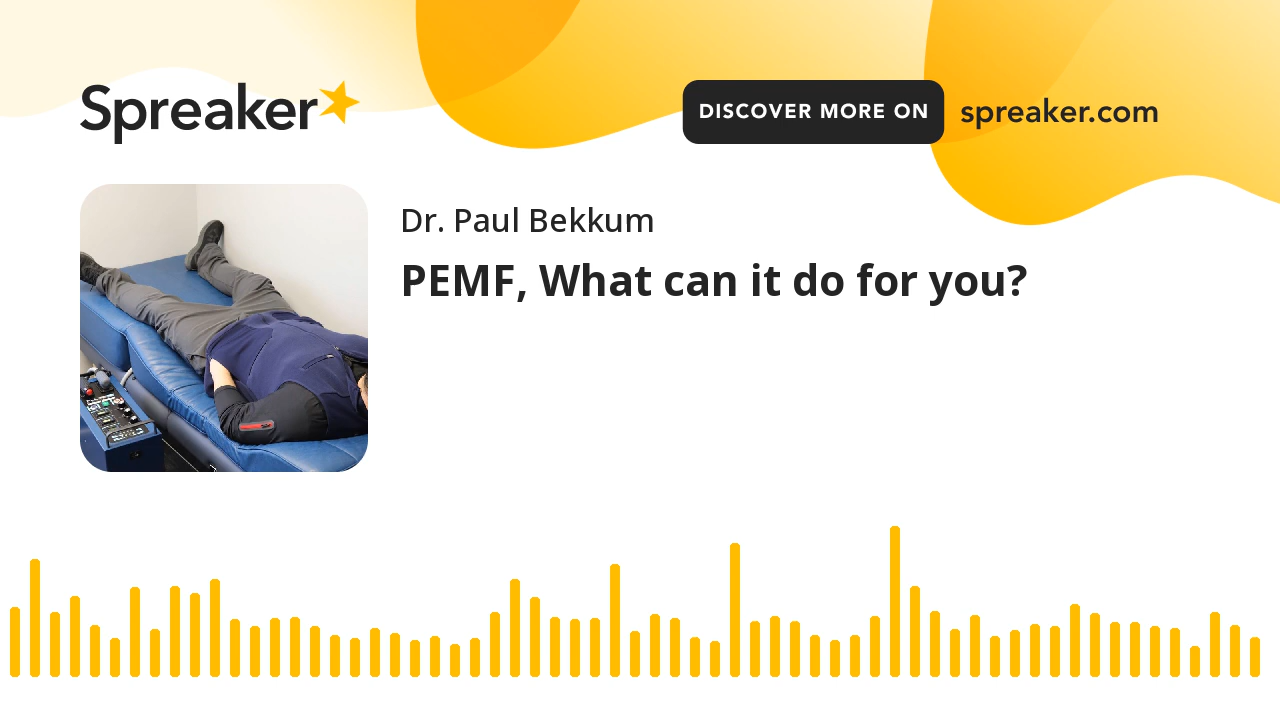 Spreaker
DISCOVER MORE ON spreaker.com
Dr. Paul Bekkum
PEMF, What can it do for you?